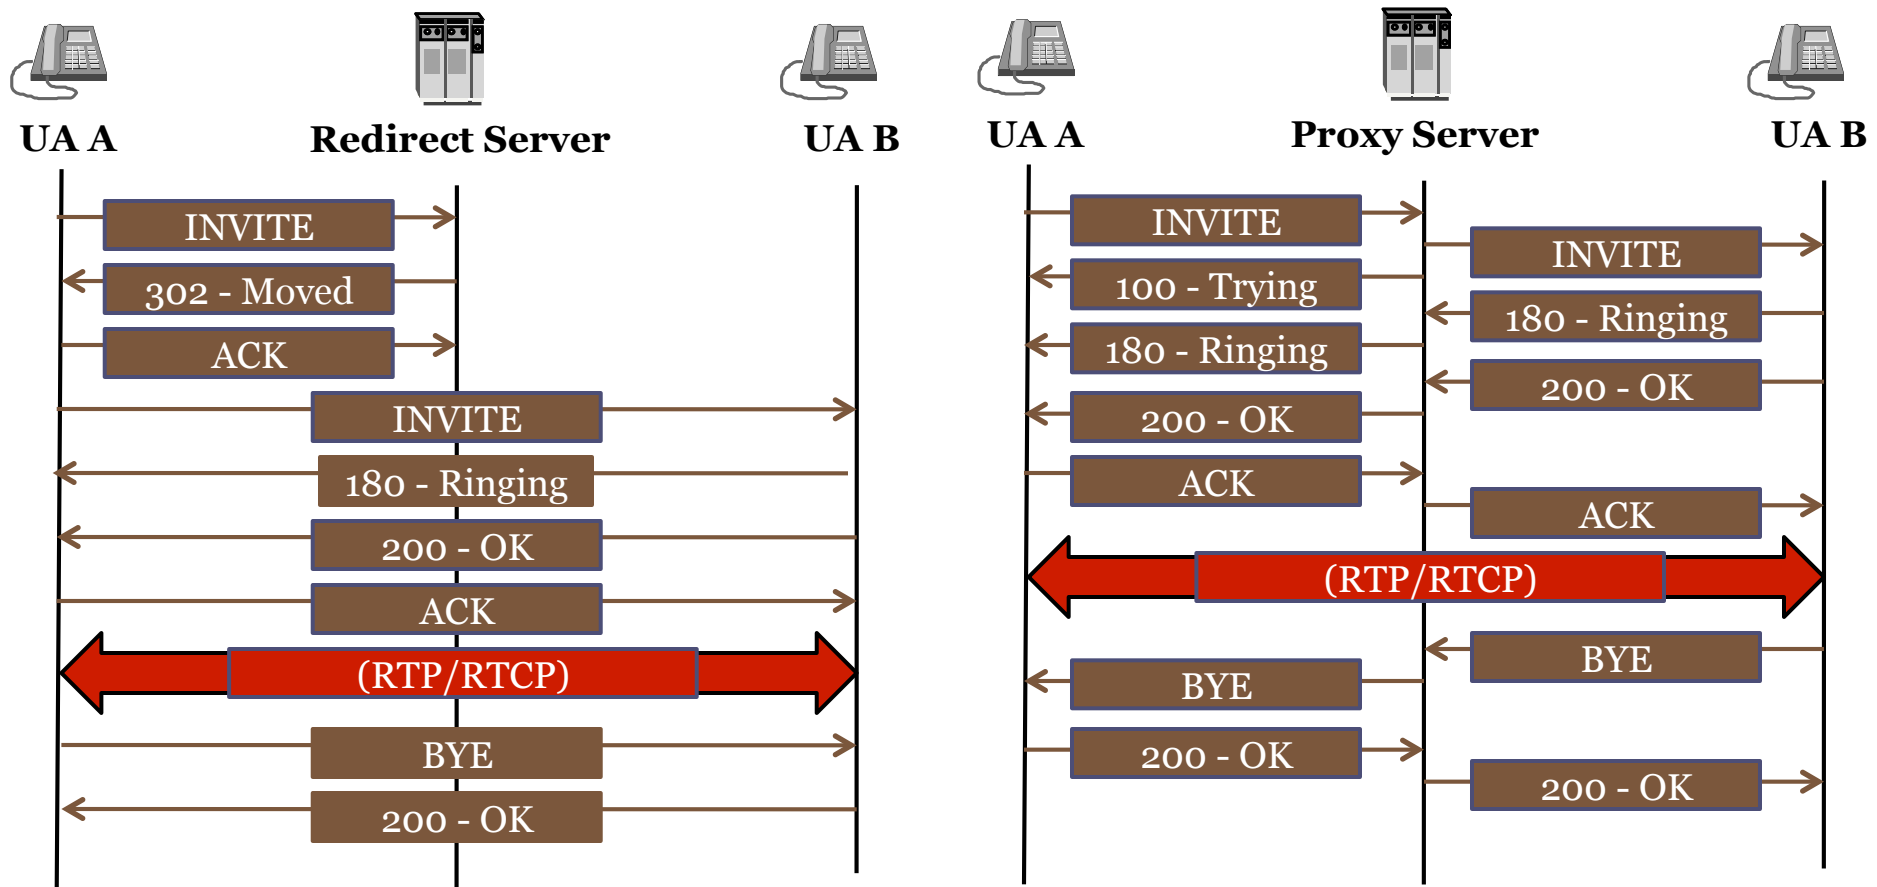 UA A
Redirect Server
UA B
INVITE
302 - Moved
ACK
INVITE
180 - Ringing
200 - OK
ACK
(RTP/RTCP)
BYE
200 - OK
UA A
Proxy Server
UA B
INVITE
INVITE
100 - Trying
180 - Ringing
180 - Ringing
200 - OK
200 - OK
ACK
ACK
(RTP/RTCP)
BYE
BYE
200 - OK
200 - OK